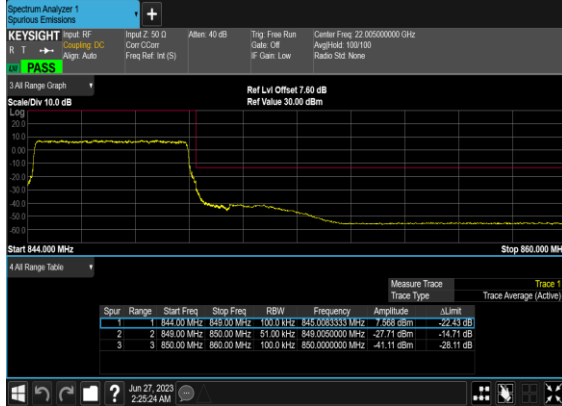 Spectrum Analyzer 1
Spurious Emissions
+
KEYSIGHT
R T
PASS
Input: RF
Coupling: DC
Align: Auto
Input Z: 50 Ω
Corr CCorr
Freq Ref: Int (S)
Atten: 40 dB
Trig: Free Run
Gate: Off
IF Gain: Low
Center Freq: 22.005000000 GHz
Avg|Hold: 100/100
Radio Std: None
3 All Range Graph
Scale/Div 10.0 dB
Ref Lvl Offset 7.60 dB
Ref Value 30.00 dBm
Log
20.0
10.0
0.00
-10.0
-20.0
-30.0
-40.0
-50.0
-60.0
Start 844.000 MHz
Stop 860.000 MH
4 All Range Table
Measure Trace Trace 1
Trace Type Trace Average (Active)
Spur Range Start Freq Stop Freq RBW Frequency Amplitude ΔLimit
1 1 844.00 MHz 849.00 MHz 100.0 kHz 845.0083333 MHz 7.568 dBm -22.43 dB
2 2 849.00 MHz 850.00 MHz 51.00 kHz 849.0050000 MHz -27.71 dBm -14.71 dB
3 3 850.00 MHz 860.00 MHz 100.0 kHz 850.0000000 MHz -41.11 dBm -28.11 dB
?
Jun 27, 2023
2:25:24 AM